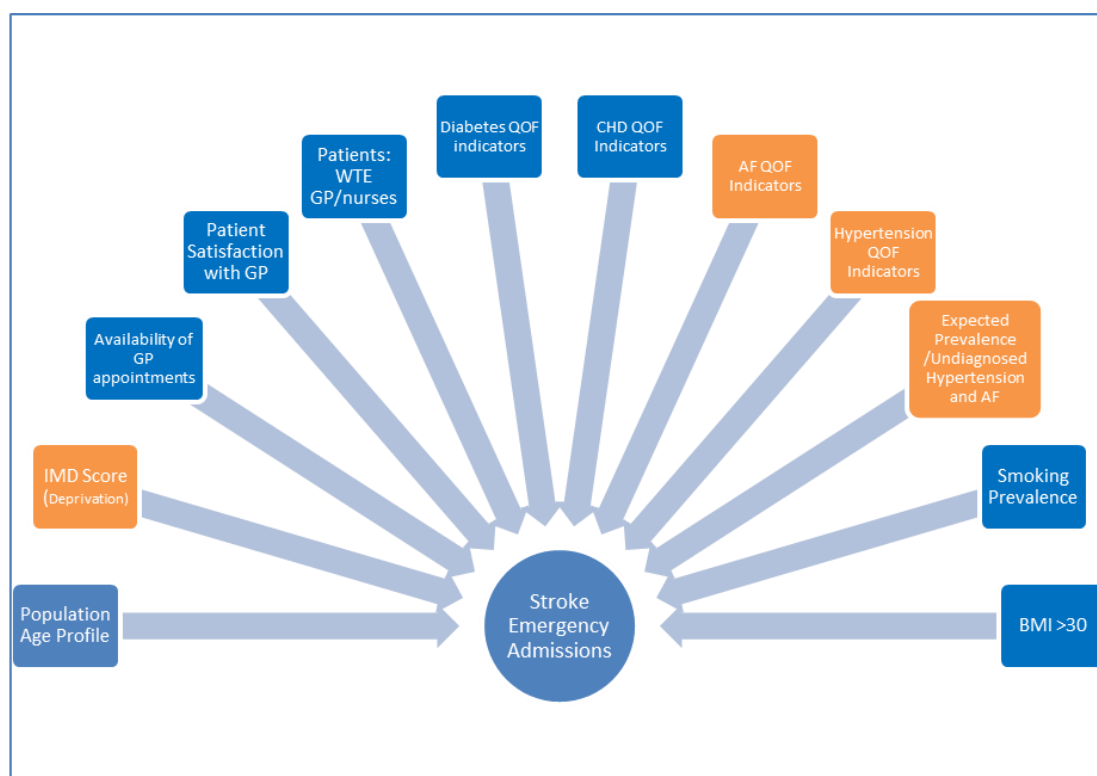 Diabetes QOF
indicators
CHD QOF
Indicators
Patients:
WTE
GP/nurses
AF QOF
Indicators
Patient
Satisfaction
with GP
Hypertension
QOF
Indicators
Availability of
GP
appointments
Expected
Prevalence
/Undiagnosed
Hypertension
and AF
IMD Score
(Deprivation)
Smoking
Prevalence
Population
Age Profile
Stroke
Emergency
Admissions
BMI >30